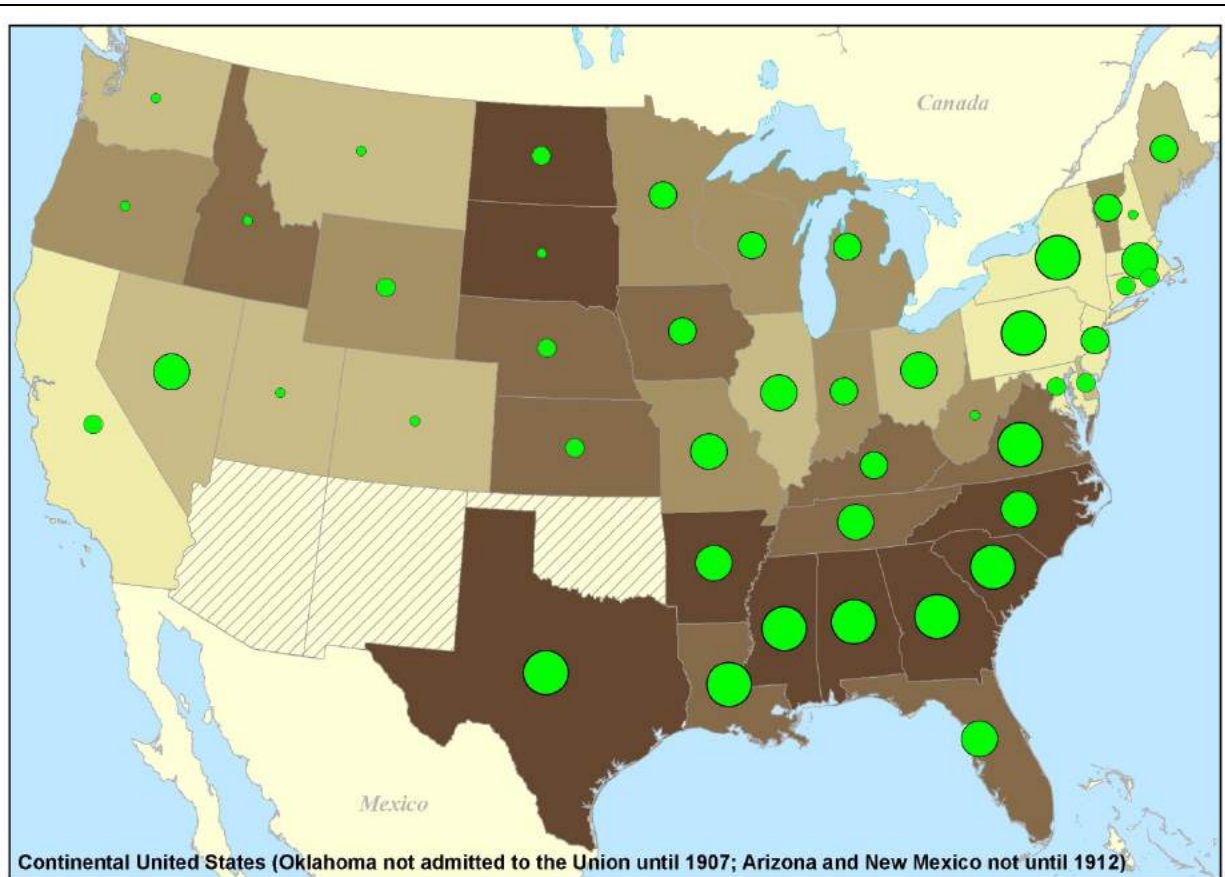 Canada
Mexico
Continental United States (Oklahoma not admitted to the Union until 1907; Arizona and New Mexico not until 1912)